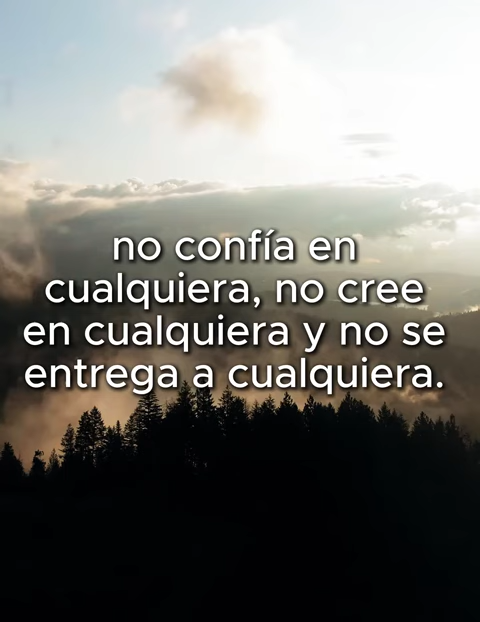 no confía en
cualquiera, no cree
en cualquiera y no se
entrega a cualquiera.